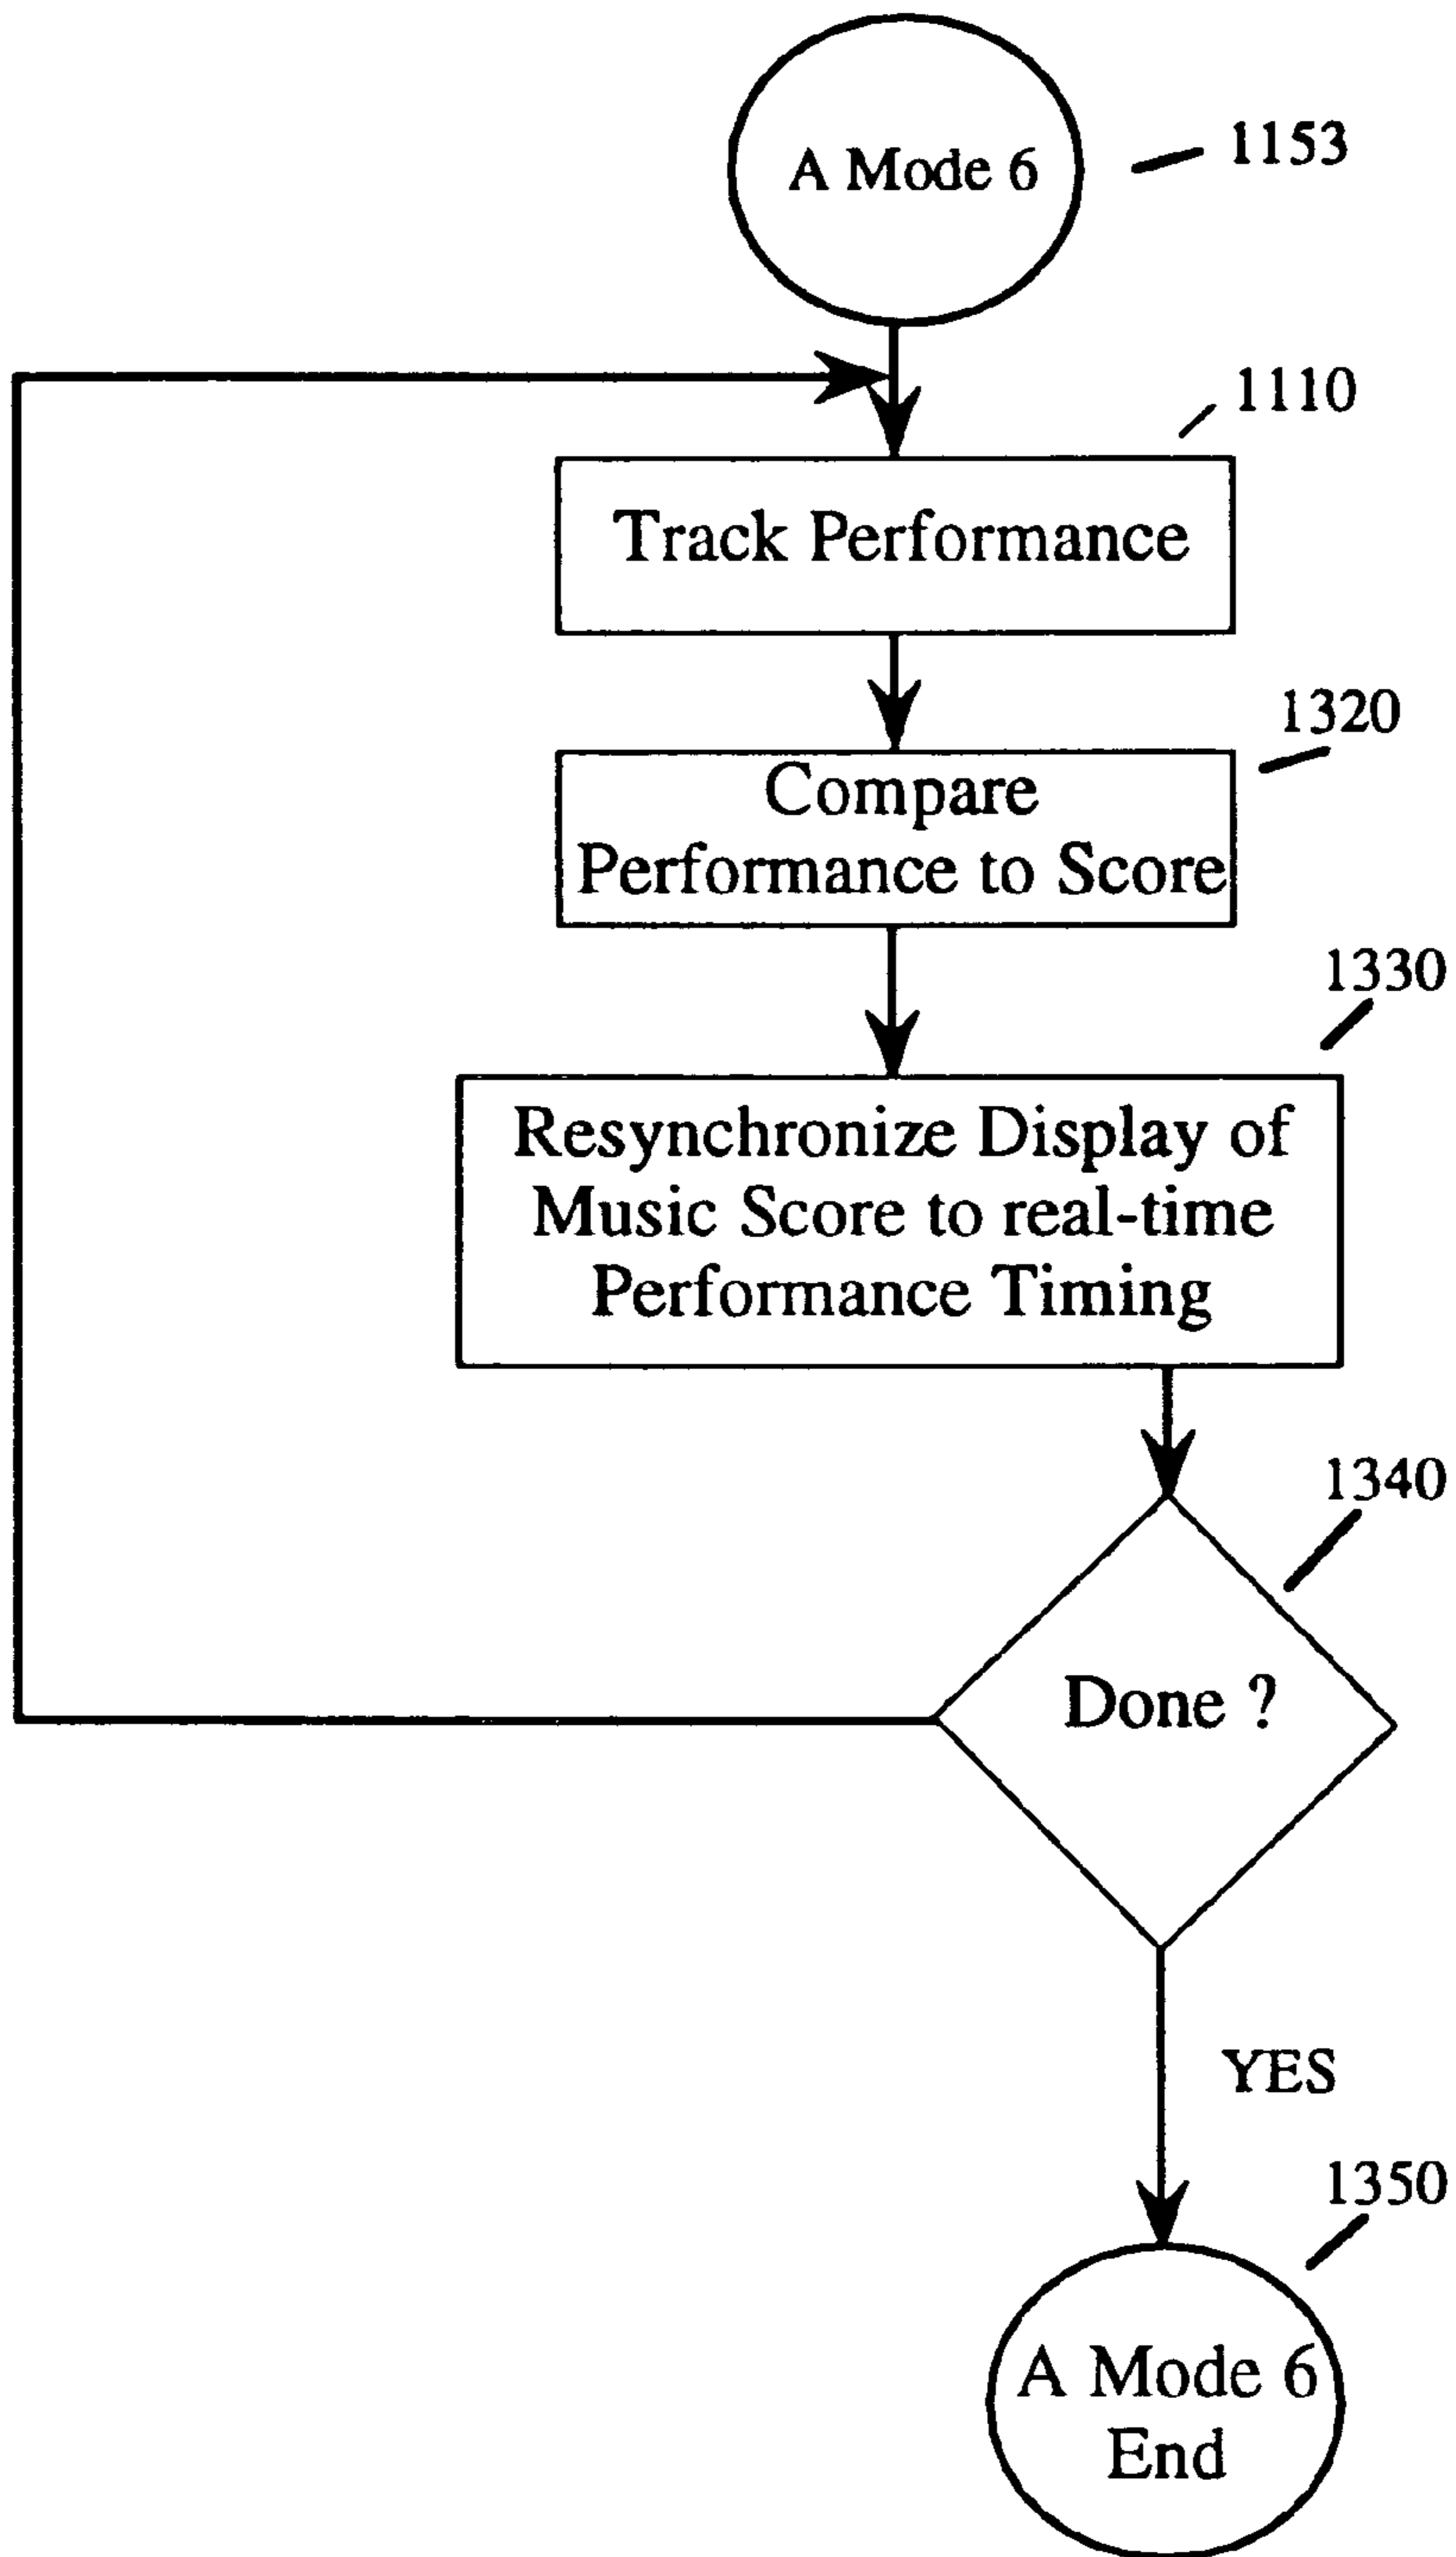 A Mode 6
1153
1110
Track Performance
1320
Compare
Performance to Score
1330
Resynchronize Display of
Music Score to real-time
Performance Timing
1340
Done ?
YES
1350
A Mode 6
End